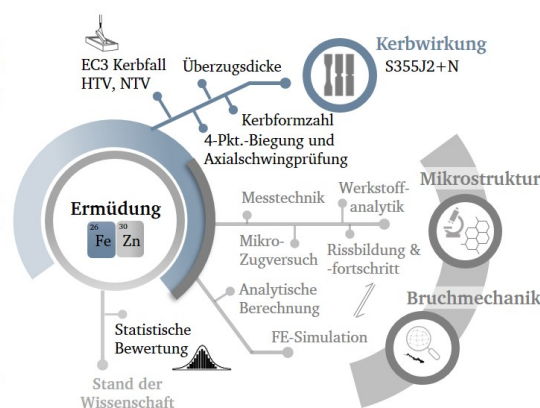 Kerbwirkung
S355J2+N
EC3 Kerbfall
HTV, NTV
Überzugsdicke
Kerbformzahl
4-Pkt.-Biegung und
Axialschwingprüfung
Ermüdung
26
Fe
30
Zn
Messtechnik
Werkstoff-
analytik
Mikro-
Zugversuch
Rissbildung &
-fortschritt
Mikrostruktur
Analytische
Berechnung
FE-Simulation
Bruchmechanik
Statistische
Bewertung
Stand der
Wissenschaft